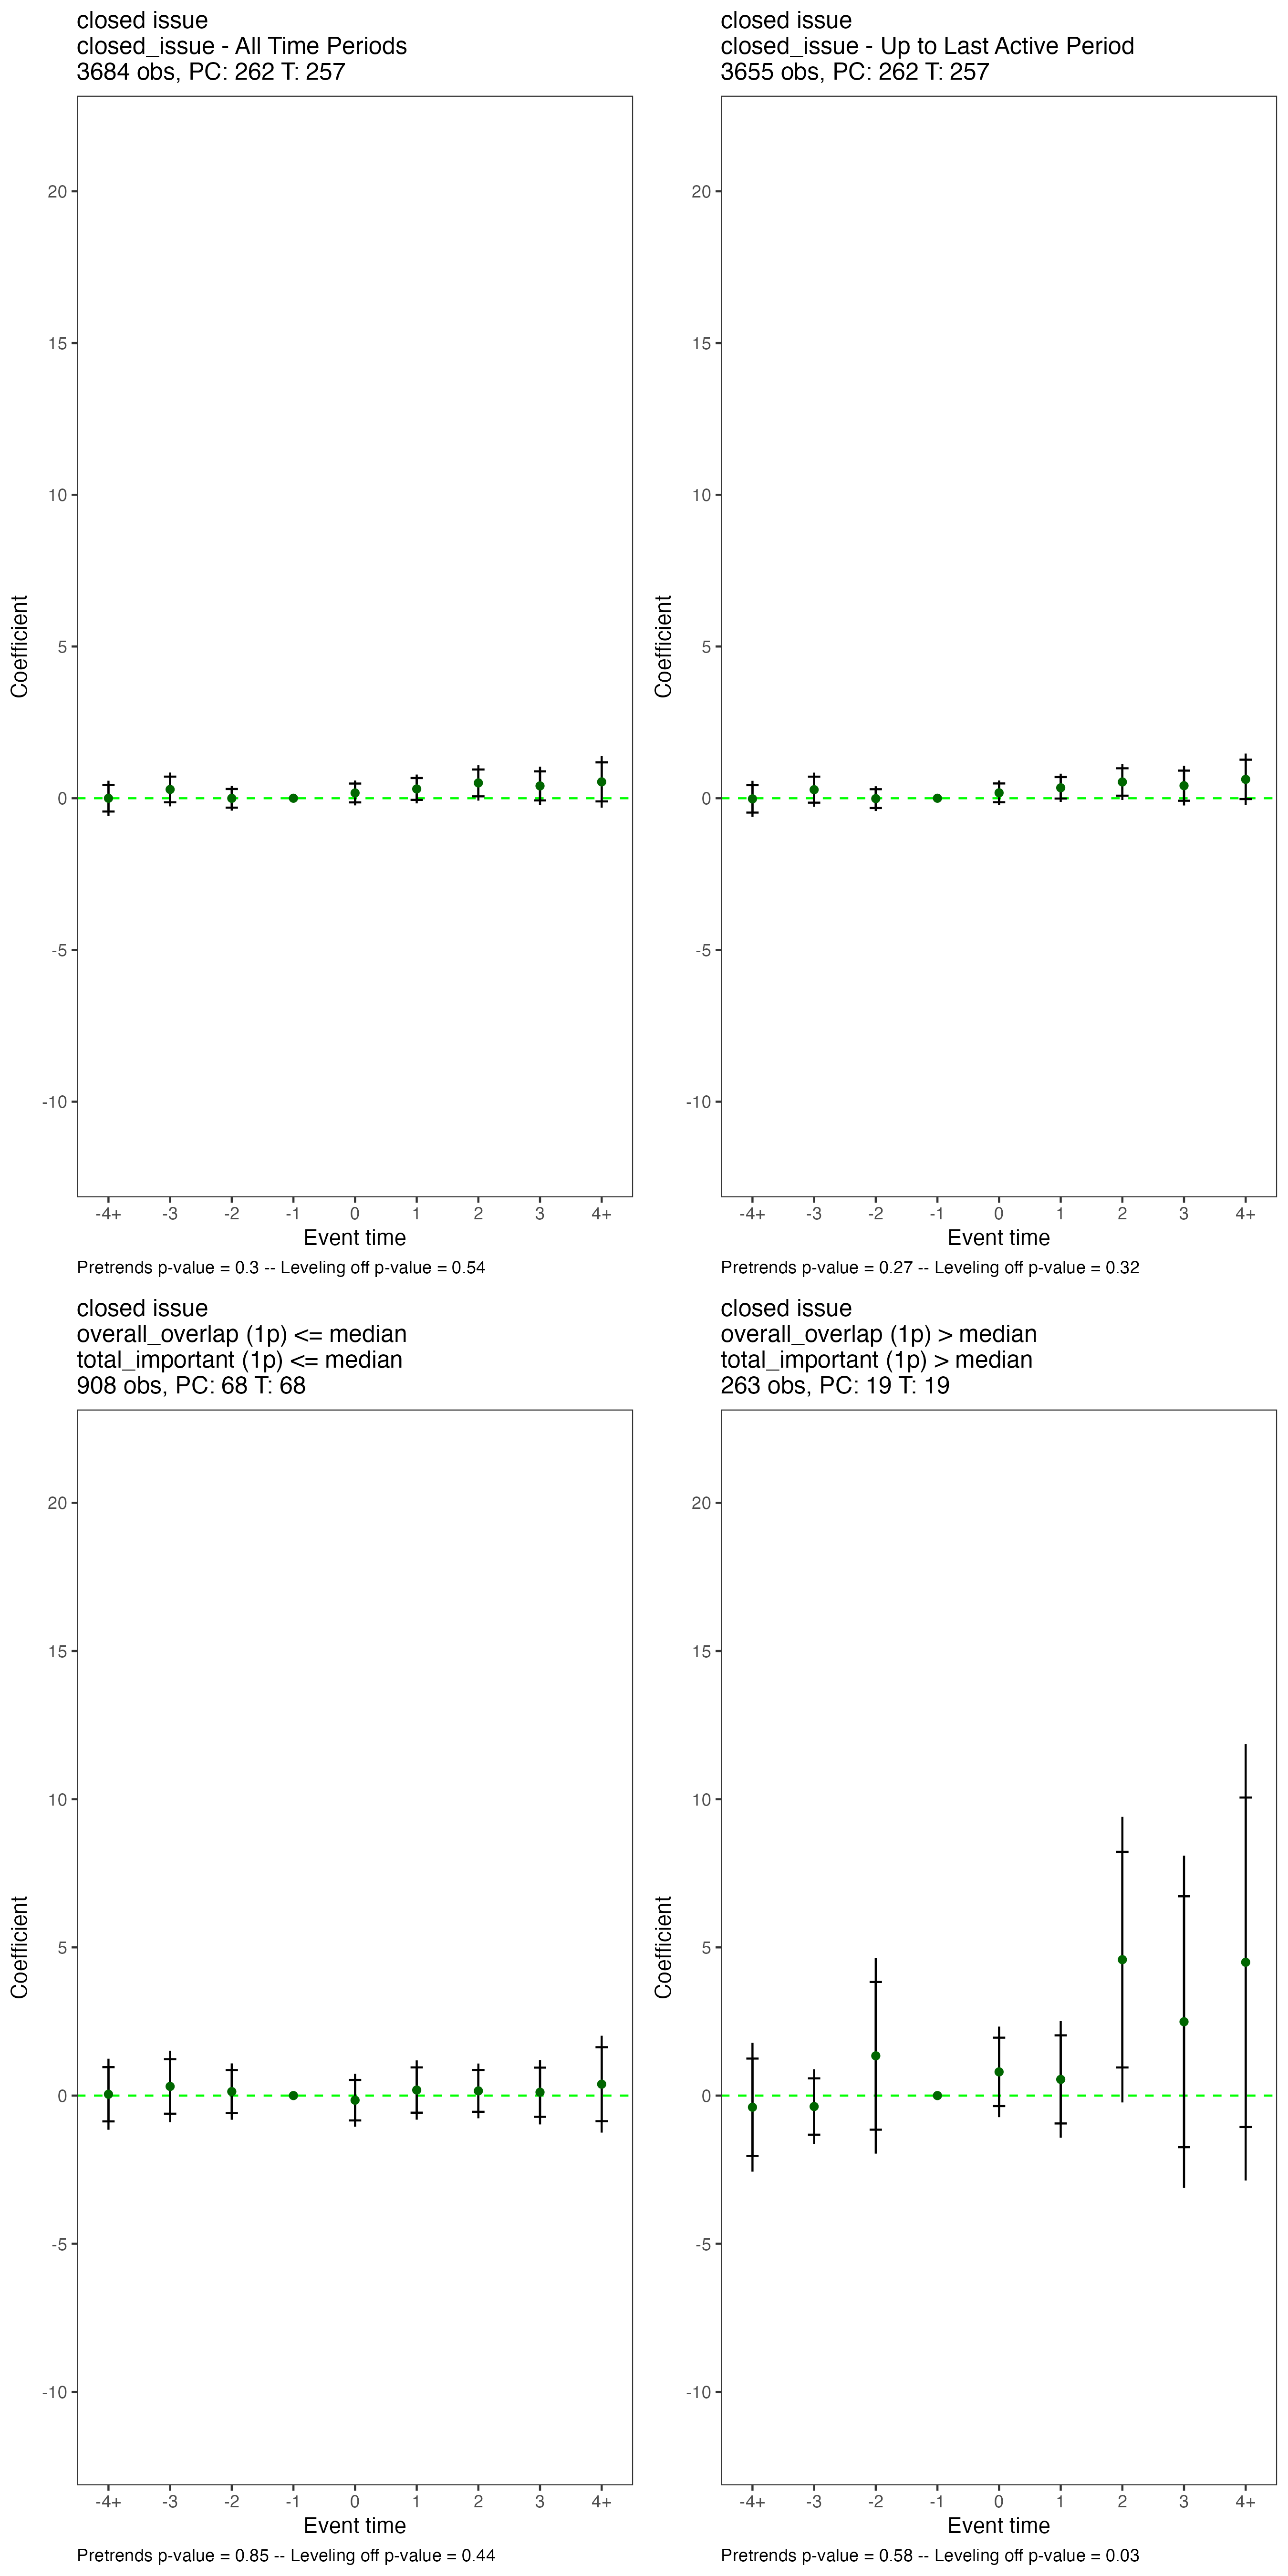 closed issue
closed_issue - All Time Periods
3684 obs, PC: 262 T: 257
20
15
10
5
0
-5
-10
Coefficient
-4+ -3 -2 -1 0 1 2 3 4+
Event time
Pretrends p-value = 0.3 -- Leveling off p-value = 0.54
closed issue
closed_issue - Up to Last Active Period
3655 obs, PC: 262 T: 257
20
15
10
5
0
-5
-10
Coefficient
-4+ -3 -2 -1 0 1 2 3 4+
Event time
Pretrends p-value = 0.27 -- Leveling off p-value = 0.32
closed issue
overall_overlap (1p) <= median
total_important (1p) <= median
908 obs, PC: 68 T: 68
20
15
10
5
0
-5
-10
Coefficient
-4+ -3 -2 -1 0 1 2 3 4+
Event time
Pretrends p-value = 0.85 -- Leveling off p-value = 0.44
closed issue
overall_overlap (1p) > median
total_important (1p) > median
263 obs, PC: 19 T: 19
20
15
10
5
0
-5
-10
Coefficient
-4+ -3 -2 -1 0 1 2 3 4+
Event time
Pretrends p-value = 0.58 -- Leveling off p-value = 0.03